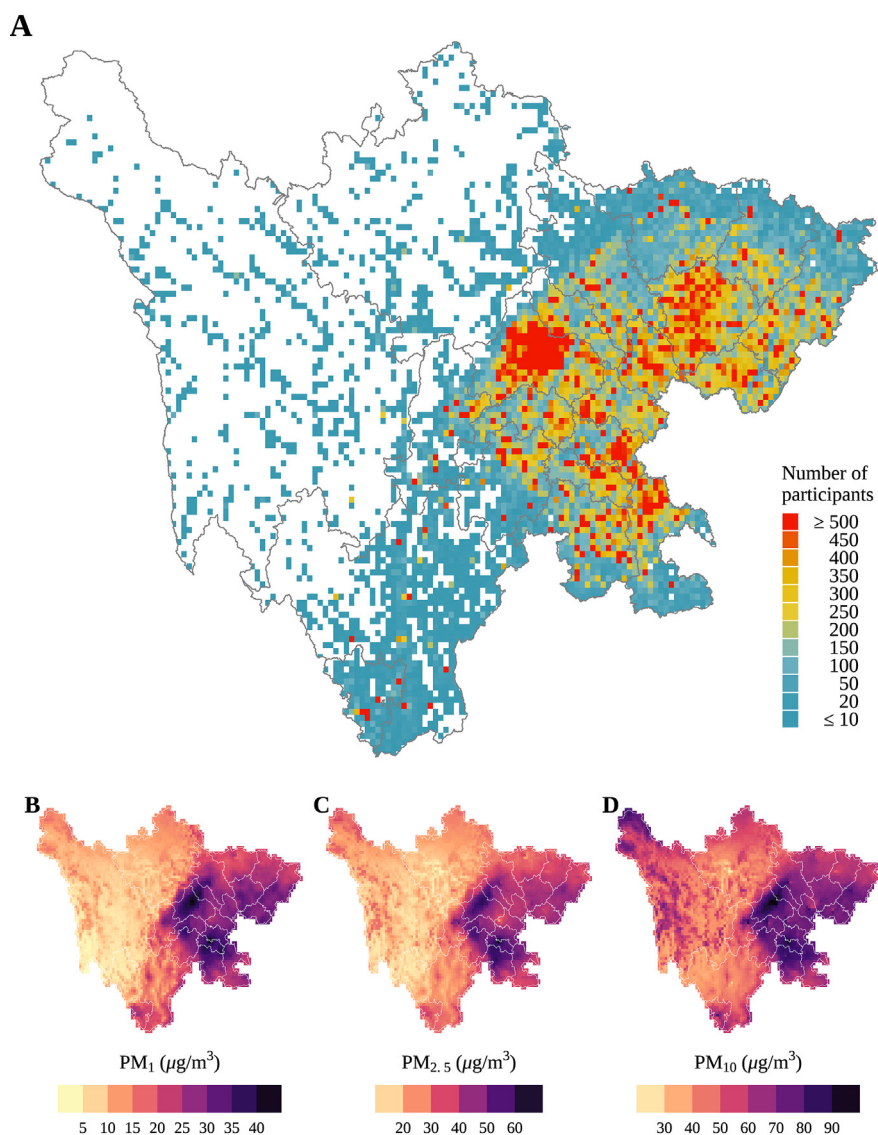 A
Number of
participants
≥ 500
450
400
350
300
250
200
150
100
50
20
≤ 10
B
C
D
PM₁ (μg/m³)
5 10 15 20 25 30 35 40
PM₂.₅ (μg/m³)
20 30 40 50 60
PM₁₀ (μg/m³)
30 40 50 60 70 80 90